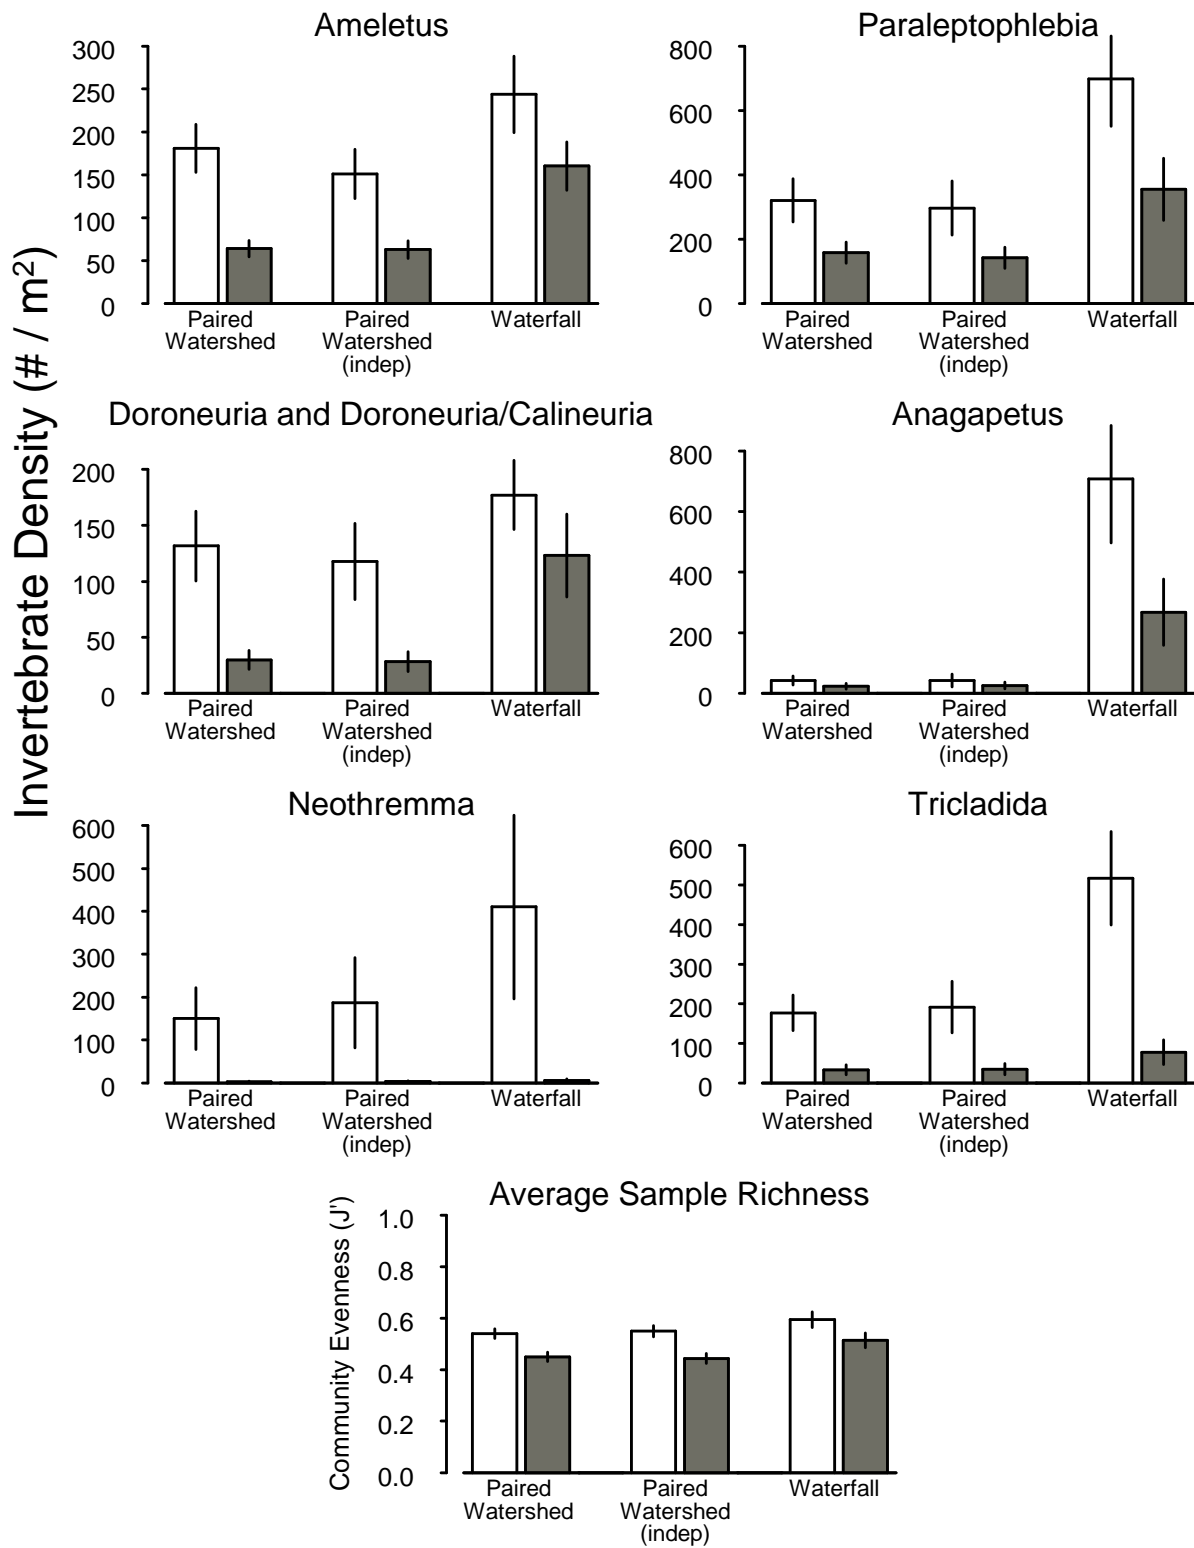 Invertebrate Density (# / m²)
Ameletus
300
250
200
150
100
50
0
Paired
Watershed
Paired
Watershed
(indep)
Waterfall
Paraleptophlebia
800
600
400
200
0
Paired
Watershed
Paired
Watershed
(indep)
Waterfall
Doroneuria and Doroneuria/Calineuria
200
150
100
50
0
Paired
Watershed
Paired
Watershed
(indep)
Waterfall
Anagapetus
800
600
400
200
0
Paired
Watershed
Paired
Watershed
(indep)
Waterfall
Neothremma
600
500
400
300
200
100
0
Paired
Watershed
Paired
Watershed
(indep)
Waterfall
Tricladida
600
500
400
300
200
100
0
Paired
Watershed
Paired
Watershed
(indep)
Waterfall
Average Sample Richness
Community Evenness (J')
1.0
0.8
0.6
0.4
0.2
0.0
Paired
Watershed
Paired
Watershed
(indep)
Waterfall